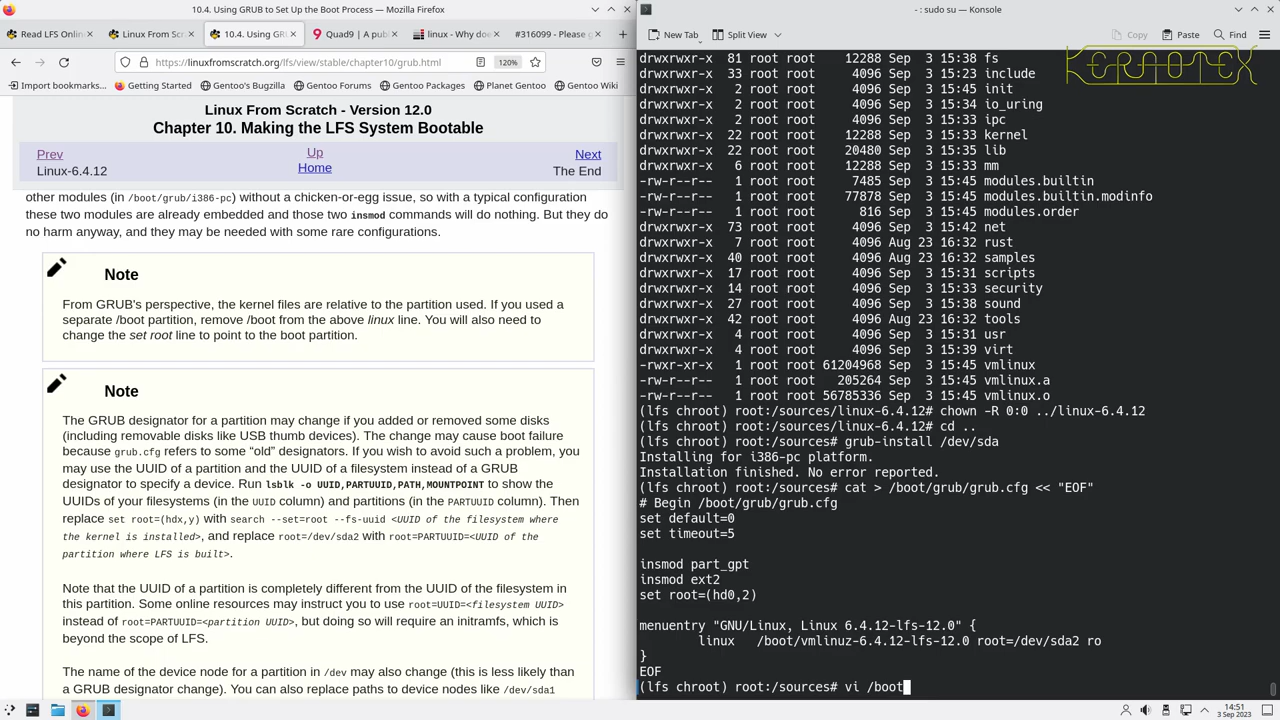 10.4. Using GRUB to Set Up the Boot Process — Mozilla Firefox
Read LFS Onlin
Linux From Scra
10.4. Using GRU
Quad9 | A publ
linux - Why doe
#316099 - Please g
https://linuxfromscratch.org/lfs/view/stable/chapter10/grub.html
120%
Import bookmarks...
Getting Started
Gentoo's Bugzilla
Gentoo Forums
Gentoo Packages
Planet Gentoo
Gentoo Wiki
Linux From Scratch - Version 12.0
Chapter 10. Making the LFS System Bootable
Prev
Up
Next
Linux-6.4.12
Home
The End
other modules (in /boot/grub/i386-pc) without a chicken-or-egg issue, so with a typical configuration
these two modules are already embedded and those two insmod commands will do nothing. But they do
no harm anyway, and they may be needed with some rare configurations.
Note
From GRUB's perspective, the kernel files are relative to the partition used. If you used a
separate /boot partition, remove /boot from the above linux line. You will also need to
change the set root line to point to the boot partition.
Note
The GRUB designator for a partition may change if you added or removed some disks
(including removable disks like USB thumb devices). The change may cause boot failure
because grub.cfg refers to some “old” designators. If you wish to avoid such a problem, you
may use the UUID of a partition and the UUID of a filesystem instead of a GRUB
designator to specify a device. Run lsblk -o UUID,PARTUUID,PATH,MOUNTPOINT to show the
UUIDs of your filesystems (in the UUID column) and partitions (in the PARTUUID column). Then
replace set root=(hdx,y) with search --set=root --fs-uuid <UUID of the filesystem where
the kernel is installed>, and replace root=/dev/sda2 with root=PARTUUID=<UUID of the
partition where LFS is built>.
Note that the UUID of a partition is completely different from the UUID of the filesystem in
this partition. Some online resources may instruct you to use root=UUID=<filesystem UUID>
instead of root=PARTUUID=<partition UUID>, but doing so will require an initramfs, which is
beyond the scope of LFS.
The name of the device node for a partition in /dev may also change (this is less likely than
a GRUB designator change). You can also replace paths to device nodes like /dev/sda1
- : sudo su — Konsole
New Tab
Split View
Copy
Paste
Find
KERNOTEX
drwxrwxr-x 81 root root 12288 Sep 3 15:38 fs
drwxrwxr-x 33 root root 4096 Sep 3 15:23 include
drwxrwxr-x 2 root root 4096 Sep 3 15:45 init
drwxrwxr-x 2 root root 4096 Sep 3 15:34 io_uring
drwxrwxr-x 2 root root 4096 Sep 3 15:33 ipc
drwxrwxr-x 22 root root 12288 Sep 3 15:33 kernel
drwxrwxr-x 22 root root 20480 Sep 3 15:35 lib
drwxrwxr-x 6 root root 12288 Sep 3 15:33 mm
-rw-r--r-- 1 root root 7485 Sep 3 15:45 modules.builtin
-rw-r--r-- 1 root root 77878 Sep 3 15:45 modules.builtin.modinfo
-rw-r--r-- 1 root root 816 Sep 3 15:45 modules.order
drwxrwxr-x 73 root root 4096 Sep 3 15:42 net
drwxrwxr-x 7 root root 4096 Aug 23 16:32 rust
drwxrwxr-x 40 root root 4096 Aug 23 16:32 samples
drwxrwxr-x 17 root root 4096 Sep 3 15:31 scripts
drwxrwxr-x 14 root root 4096 Sep 3 15:33 security
drwxrwxr-x 27 root root 4096 Sep 3 15:38 sound
drwxrwxr-x 42 root root 4096 Aug 23 16:32 tools
drwxrwxr-x 4 root root 4096 Sep 3 15:31 usr
drwxrwxr-x 4 root root 4096 Sep 3 15:39 virt
-rwxr-xr-x 1 root root 61204968 Sep 3 15:45 vmlinux
-rw-r--r-- 1 root root 205264 Sep 3 15:45 vmlinux.a
-rw-r--r-- 1 root root 56785336 Sep 3 15:45 vmlinux.o
(lfs chroot) root:/sources/linux-6.4.12# chown -R 0:0 ../linux-6.4.12
(lfs chroot) root:/sources/linux-6.4.12# cd ..
(lfs chroot) root:/sources# grub-install /dev/sda
Installing for i386-pc platform.
Installation finished. No error reported.
(lfs chroot) root:/sources# cat > /boot/grub/grub.cfg << "EOF"
# Begin /boot/grub/grub.cfg
set default=0
set timeout=5
insmod part_gpt
insmod ext2
set root=(hd0,2)
menuentry "GNU/Linux, Linux 6.4.12-lfs-12.0" {
linux /boot/vmlinuz-6.4.12-lfs-12.0 root=/dev/sda2 ro
}
EOF
(lfs chroot) root:/sources# vi /boot
14:51
3 Sep 2023